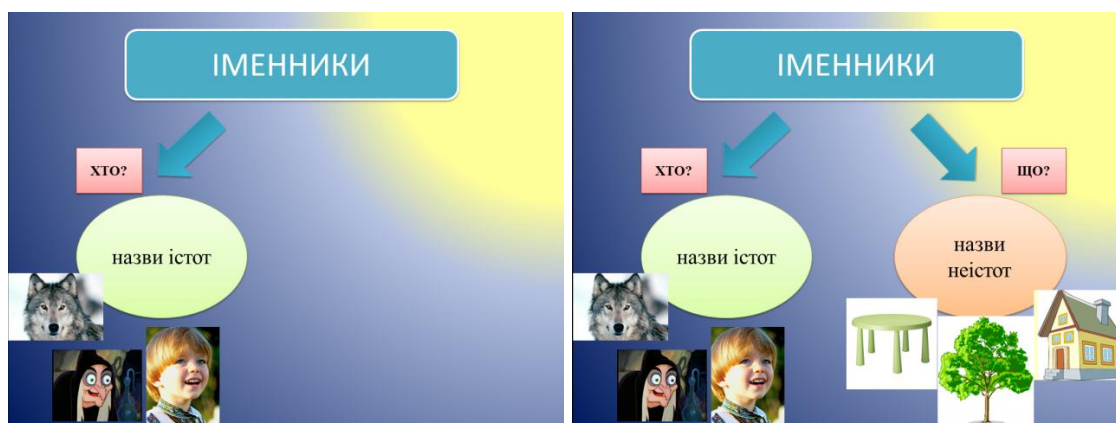 ІМЕННИКИ
ХТО?
назви істот
ІМЕННИКИ
ХТО?
ЩО?
назви істот
назви
неістот